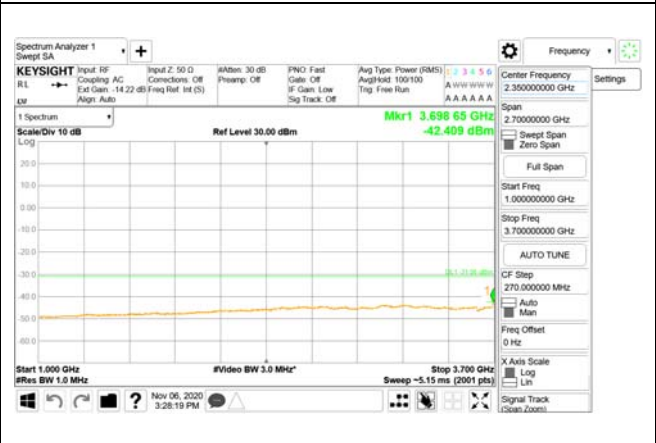 Spectrum Analyzer 1
Swept SA
+
Frequency
KEYSIGHT
RL
Input: RF
Coupling: AC
Ext Gain: -14.22 dB
Align: Auto
Input Z: 50 Ω
Corrections: Off
Freq Ref: Int (S)
#Atten: 30 dB
Preamp: Off
PNO: Fast
Gate: Off
IF Gain: Low
Sig Track: Off
Avg Type: Power (RMS)
Avg|Hold: 100/100
Trig: Free Run
1 2 3 4 5 6
A W W W W W
A A A A A A
1 Spectrum
Scale/Div 10 dB
Log
Ref Level 30.00 dBm
Mkr1 3.698 65 GHz
-42.409 dBm
20.0
10.0
0.00
-10.0
-20.0
-30.0
-40.0
-50.0
-60.0
1
Start 1.000 GHz
#Res BW 1.0 MHz
#Video BW 3.0 MHz*
Stop 3.700 GHz
Sweep ~5.15 ms (2001 pts)
Nov 06, 2020
3:28:19 PM
Center Frequency
2.350000000 GHz
Settings
Span
2.70000000 GHz
Swept Span
Zero Span
Full Span
Start Freq
1.000000000 GHz
Stop Freq
3.700000000 GHz
AUTO TUNE
CF Step
270.000000 MHz
Auto
Man
Freq Offset
0 Hz
X Axis Scale
Log
Lin
Signal Track
(Span Zoom)